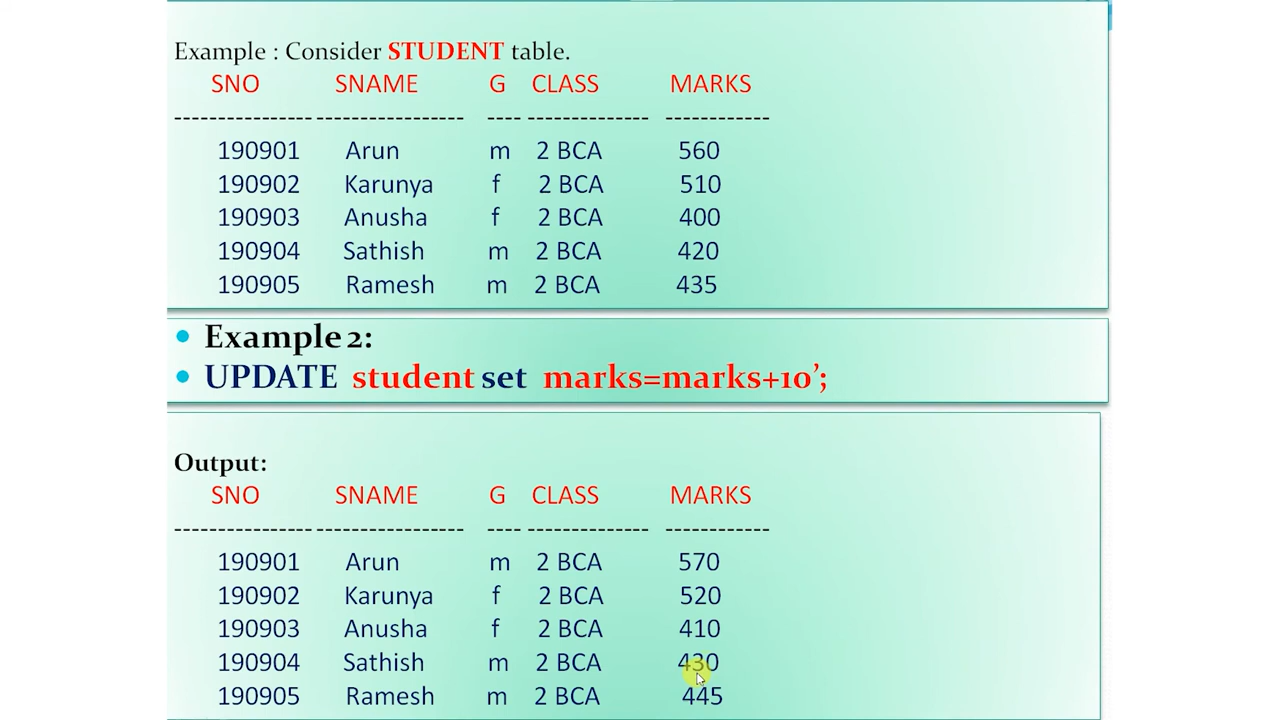 Example : Consider STUDENT table.
SNO SNAME G CLASS MARKS
---------------- ----------------- ---- -------------- ------------
190901 Arun m 2 BCA 560
190902 Karunya f 2 BCA 510
190903 Anusha f 2 BCA 400
190904 Sathish m 2 BCA 420
190905 Ramesh m 2 BCA 435
• Example 2:
• UPDATE student set marks=marks+10’;
Output:
SNO SNAME G CLASS MARKS
---------------- ----------------- ---- -------------- ------------
190901 Arun m 2 BCA 570
190902 Karunya f 2 BCA 520
190903 Anusha f 2 BCA 410
190904 Sathish m 2 BCA 430
190905 Ramesh m 2 BCA 445